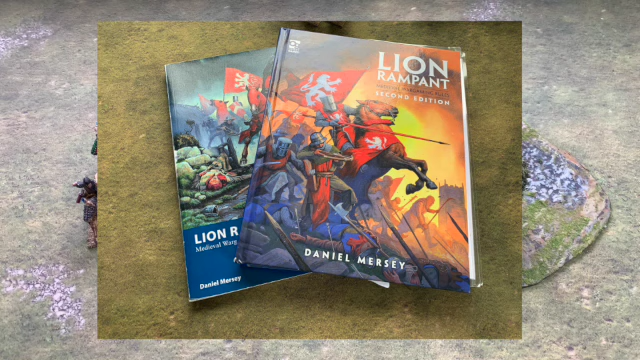 LION
RAMPANT
SECOND EDITION
DANIEL MERSEY
LION R
Medieval Warg
Daniel Mersey